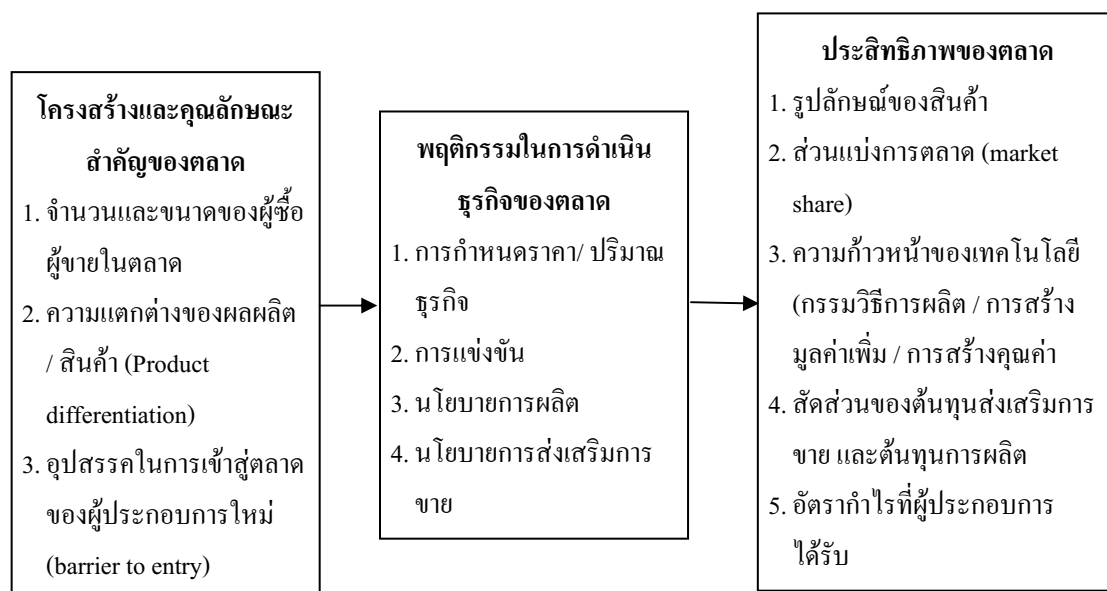 โครงสร้างและคุณลักษณะ
สำคัญของตลาด
1. จำนวนและขนาดของผู้ซื้อ
ผู้ขายในตลาด
2. ความแตกต่างของผลผลิต
/ สินค้า (Product
differentiation)
3. อุปสรรคในการเข้าสู่ตลาด
ของผู้ประกอบการใหม่
(barrier to entry)
พฤติกรรมในการดำเนิน
ธุรกิจของตลาด
1. การกำหนดราคา/ ปริมาณ
ธุรกิจ
2. การแข่งขัน
3. นโยบายการผลิต
4. นโยบายการส่งเสริมการ
ขาย
ประสิทธิภาพของตลาด
1. รูปลักษณ์ของสินค้า
2. ส่วนแบ่งการตลาด (market
share)
3. ความก้าวหน้าของเทคโนโลยี
(กรรมวิธีการผลิต / การสร้าง
มูลค่าเพิ่ม / การสร้างคุณค่า
4. สัดส่วนของต้นทุนส่งเสริมการ
ขาย และต้นทุนการผลิต
5. อัตรากำไรที่ผู้ประกอบการ
ได้รับ